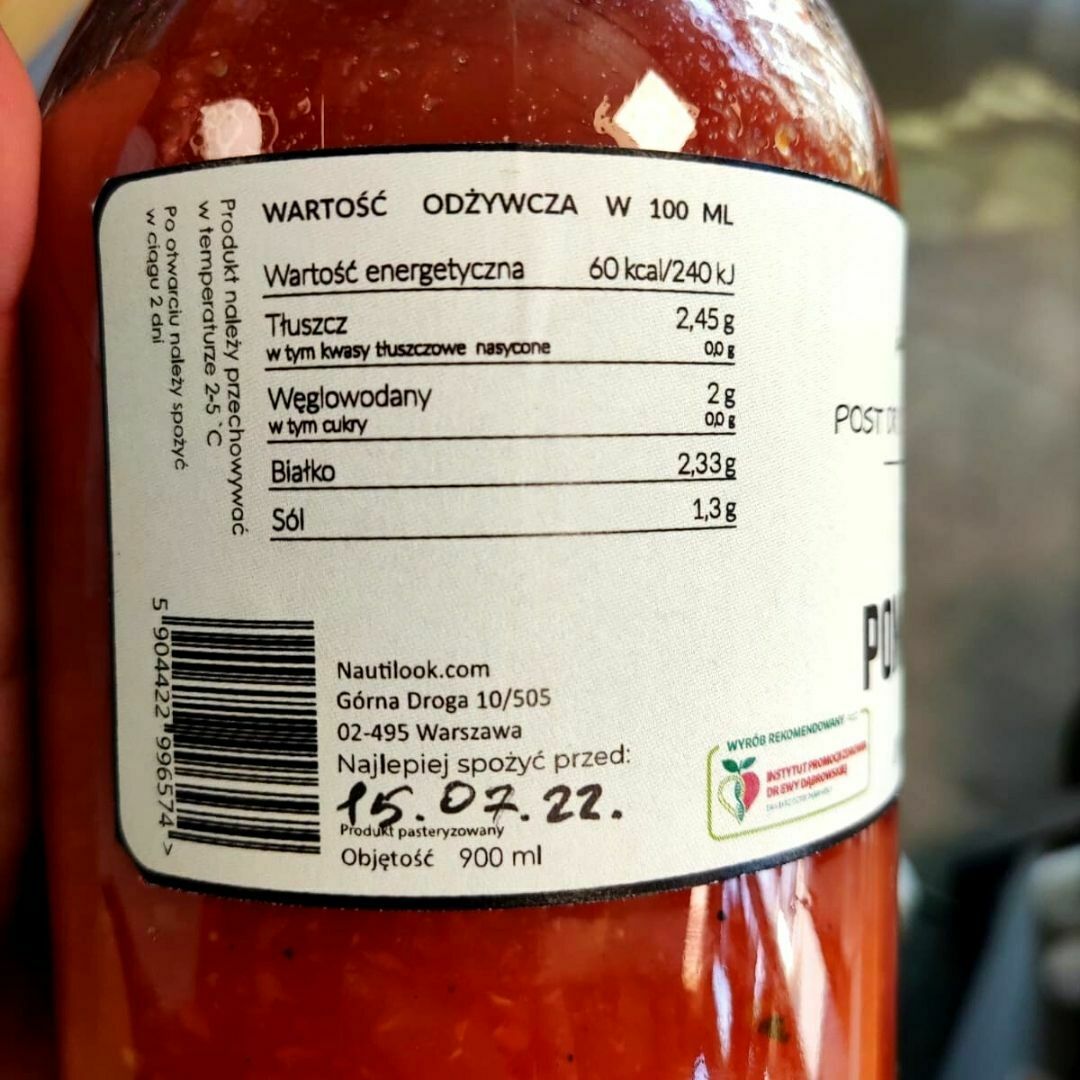 WARTOŚĆ ODŻYWCZA W 100 ML
Wartość energetyczna 60 kcal/240 kJ
Tłuszcz 2,45 g
w tym kwasy tłuszczowe nasycone 0,0 g
Węglowodany 2 g
w tym cukry 0,0 g
Białko 2,33 g
Sól 1,3 g
Produkt należy przechowywać
w temperaturze 2-5 `C
Po otwarciu należy spożyć
w ciągu 2 dni
5 904422 996574 >
Nautilook.com
Górna Droga 10/505
02-495 Warszawa
Najlepiej spożyć przed:
15.07.22.
Produkt pasteryzowany
Objętość 900 ml
POST
WYRÓB REKOMENDOWANY
INSTYTUT PROMOCJI ZDROWIA
DR EWY DĄBROWSKIEJ